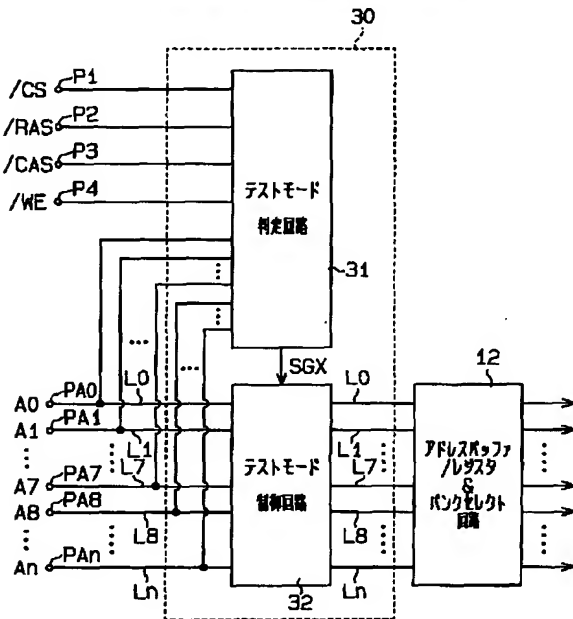 30
/CS P1
/RAS P2
/CAS P3
/WE P4
テストモード
判定回路
31
SGX
12
A0 PA0 L0 L0
A1 PA1 L1 L1
A7 PA7 L7 L7
A8 PA8 L8 L8
An PAn Ln Ln
テストモード
制御回路
32
アドレスバッファ
/レジスタ
&
バンクセレクト
回路